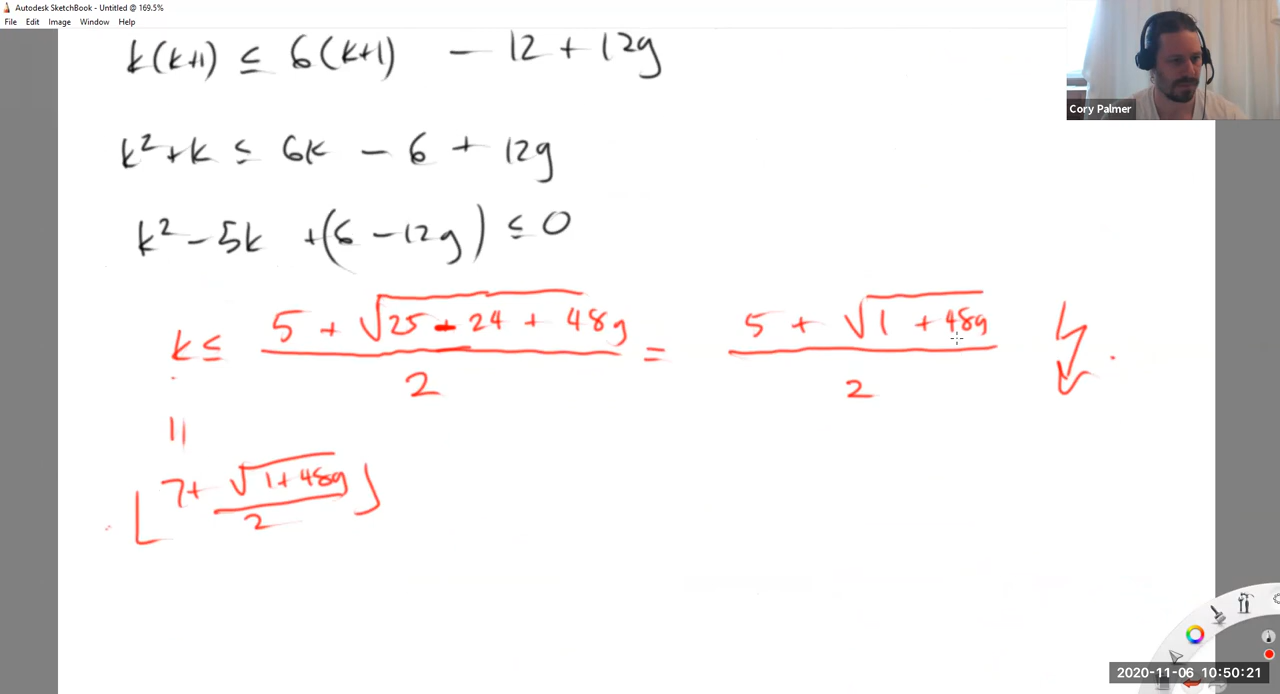 Autodesk SketchBook - Untitled @ 169.5%
File Edit Image Window Help
k(k+1) ≤ 6(k+1) - 12 + 12g
Cory Palmer
k² + k ≤ 6k - 6 + 12g
k² - 5k + (6 - 12g) ≤ 0
k ≤ (5 + √(25 - 24 + 48g))/2 = (5 + √(1 + 48g))/2 ↯.
||
⌊(7 + √(1 + 48g))/2⌋
2020-11-06 10:50:21